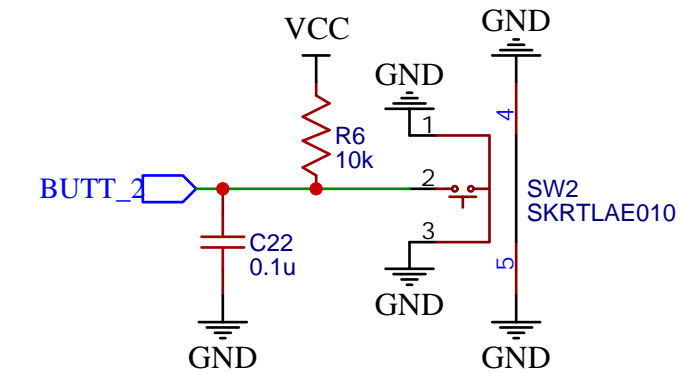 GND
VCC
GND
1
4
R6
10k
BUTT_2
2
SW2
SKRTLAE010
3
C22
0.1u
5
GND
GND
GND